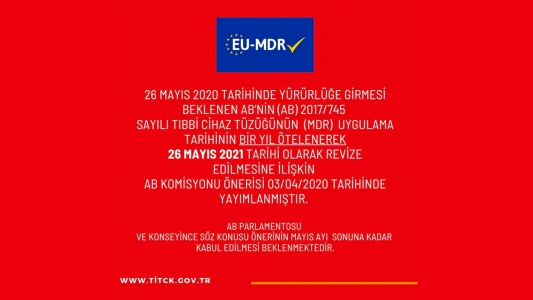 EU-MDR
26 MAYIS 2020 TARİHİNDE YÜRÜRLÜĞE GİRMESİ
BEKLENEN AB'NİN (AB) 2017/745
SAYILI TIBBİ CİHAZ TÜZÜĞÜNÜN (MDR) UYGULAMA
TARİHİNİN BİR YIL ÖTELENEREK
26 MAYIS 2021 TARİHİ OLARAK REVİZE
EDİLMESİNE İLİŞKİN
AB KOMİSYONU ÖNERİSİ 03/04/2020 TARİHİNDE
YAYIMLANMIŞTIR.
AB PARLAMENTOSU
VE KONSEYİNCE SÖZ KONUSU ÖNERİNİN MAYIS AYI SONUNA KADAR
KABUL EDİLMESİ BEKLENMEKTEDİR.
WWW.TİTCK.GOV.TR